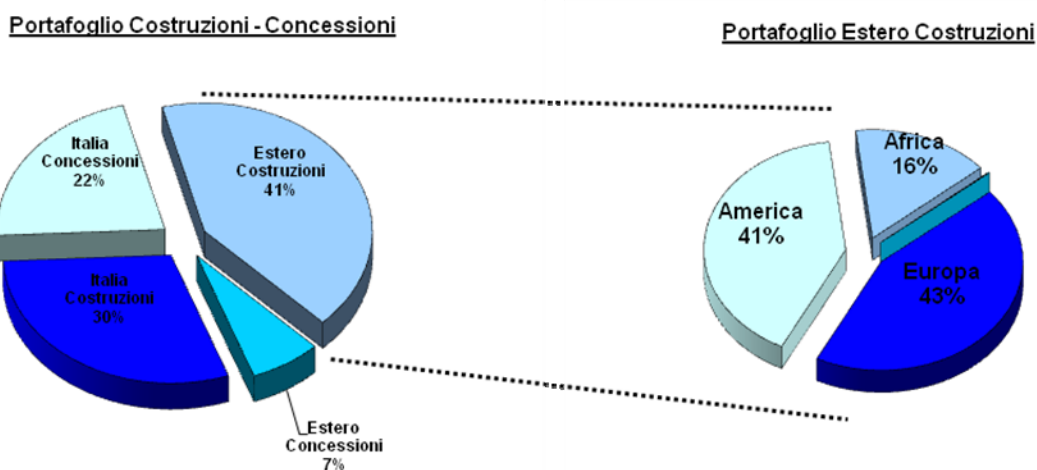 Portafoglio Costruzioni - Concessioni
Portafoglio Estero Costruzioni
Italia
Concessioni
22%
Estero
Costruzioni
41%
Italia
Costruzioni
30%
Estero
Concessioni
7%
Africa
16%
America
41%
Europa
43%